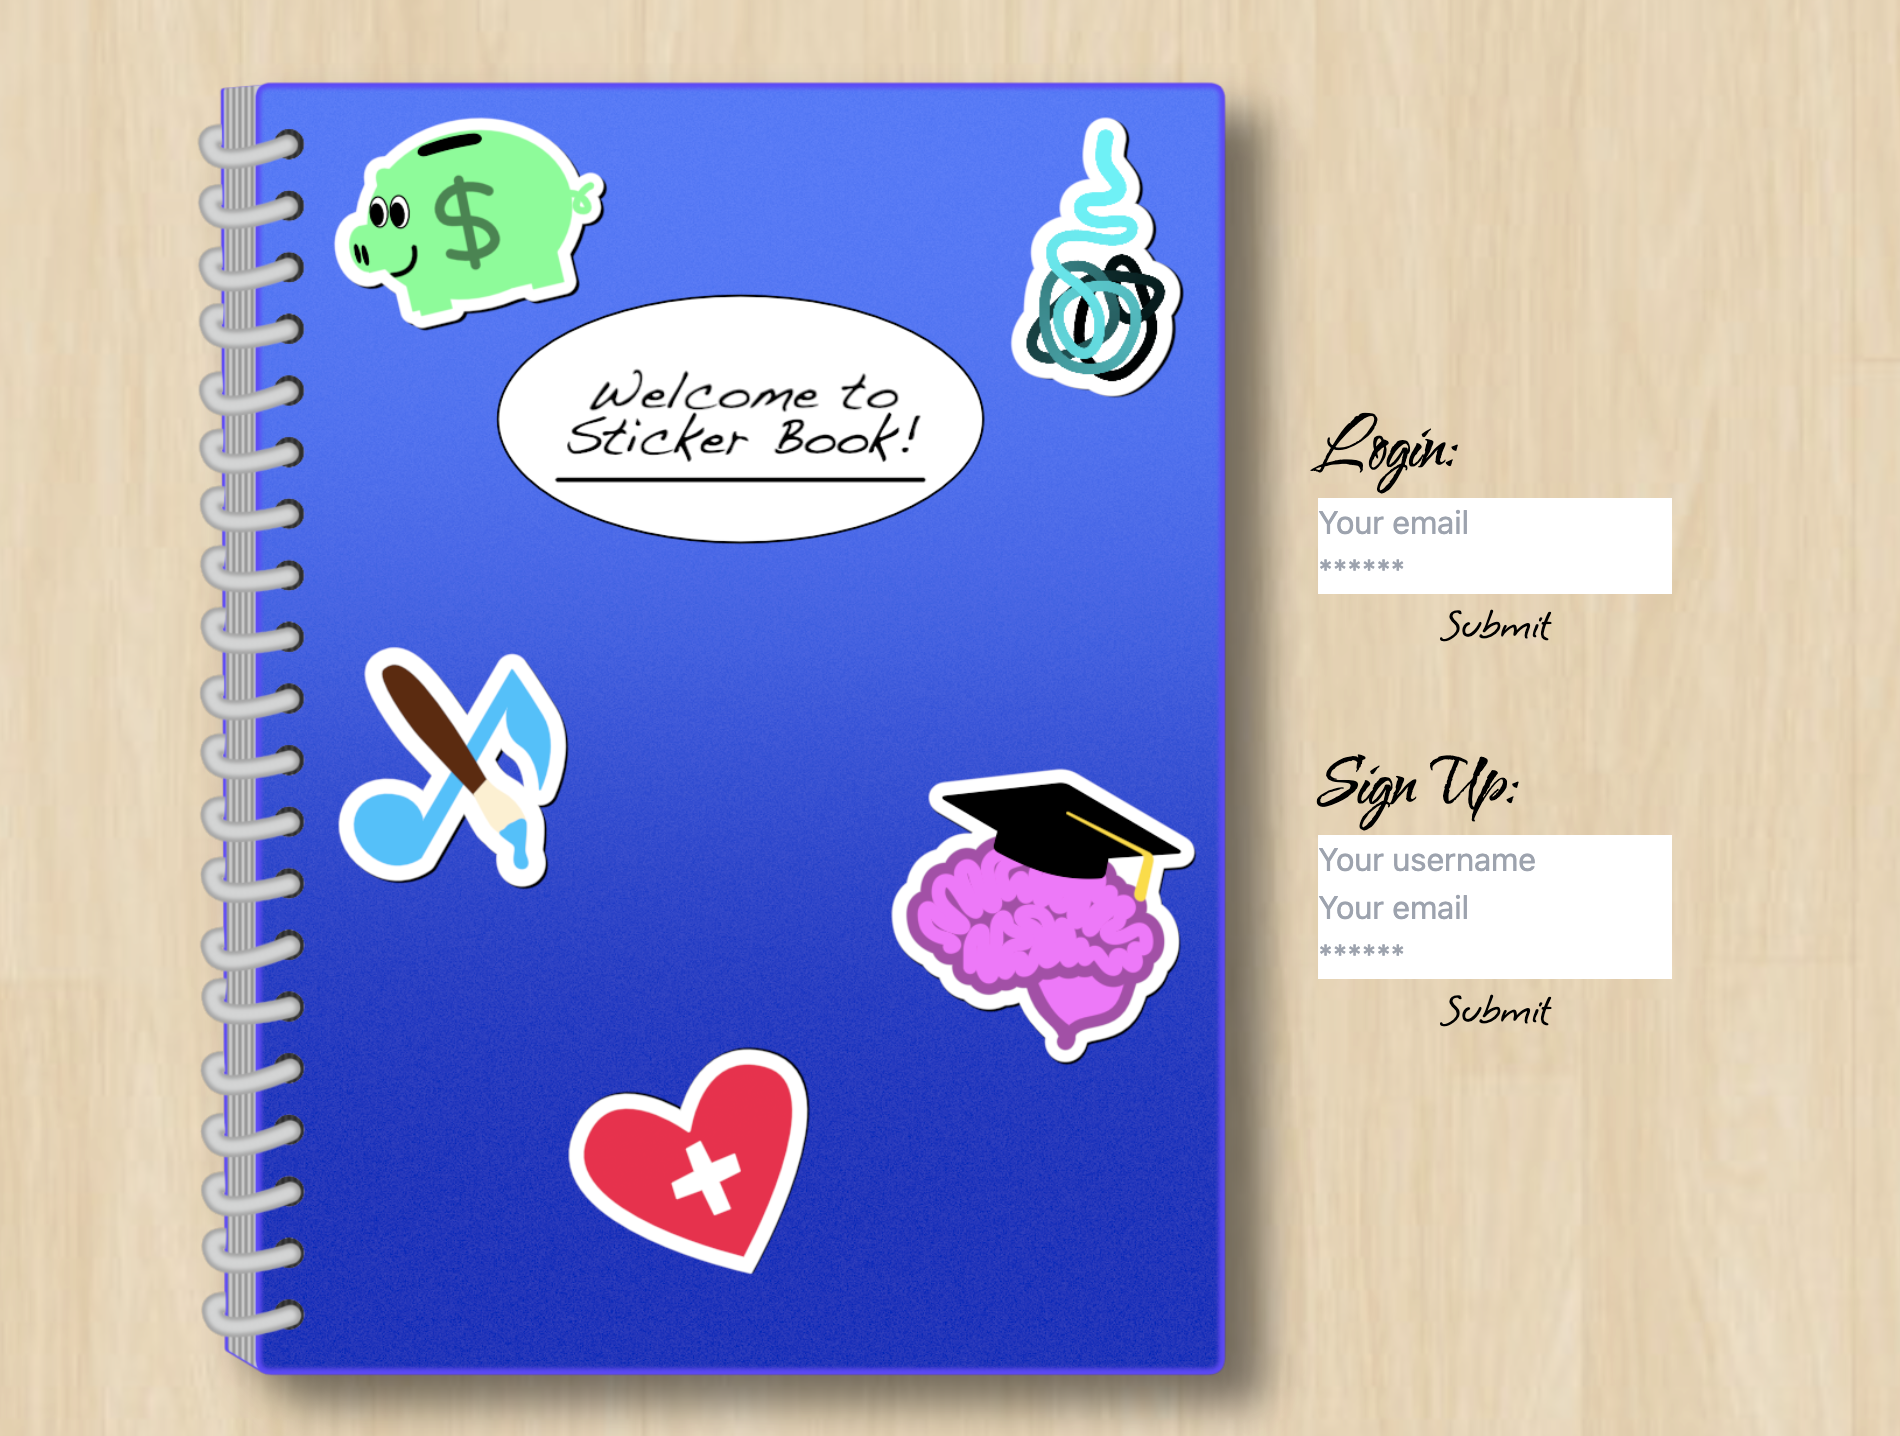 $
Welcome to
Sticker Book!
Login:
Your email
******
Submit
Sign Up:
Your username
Your email
******
Submit